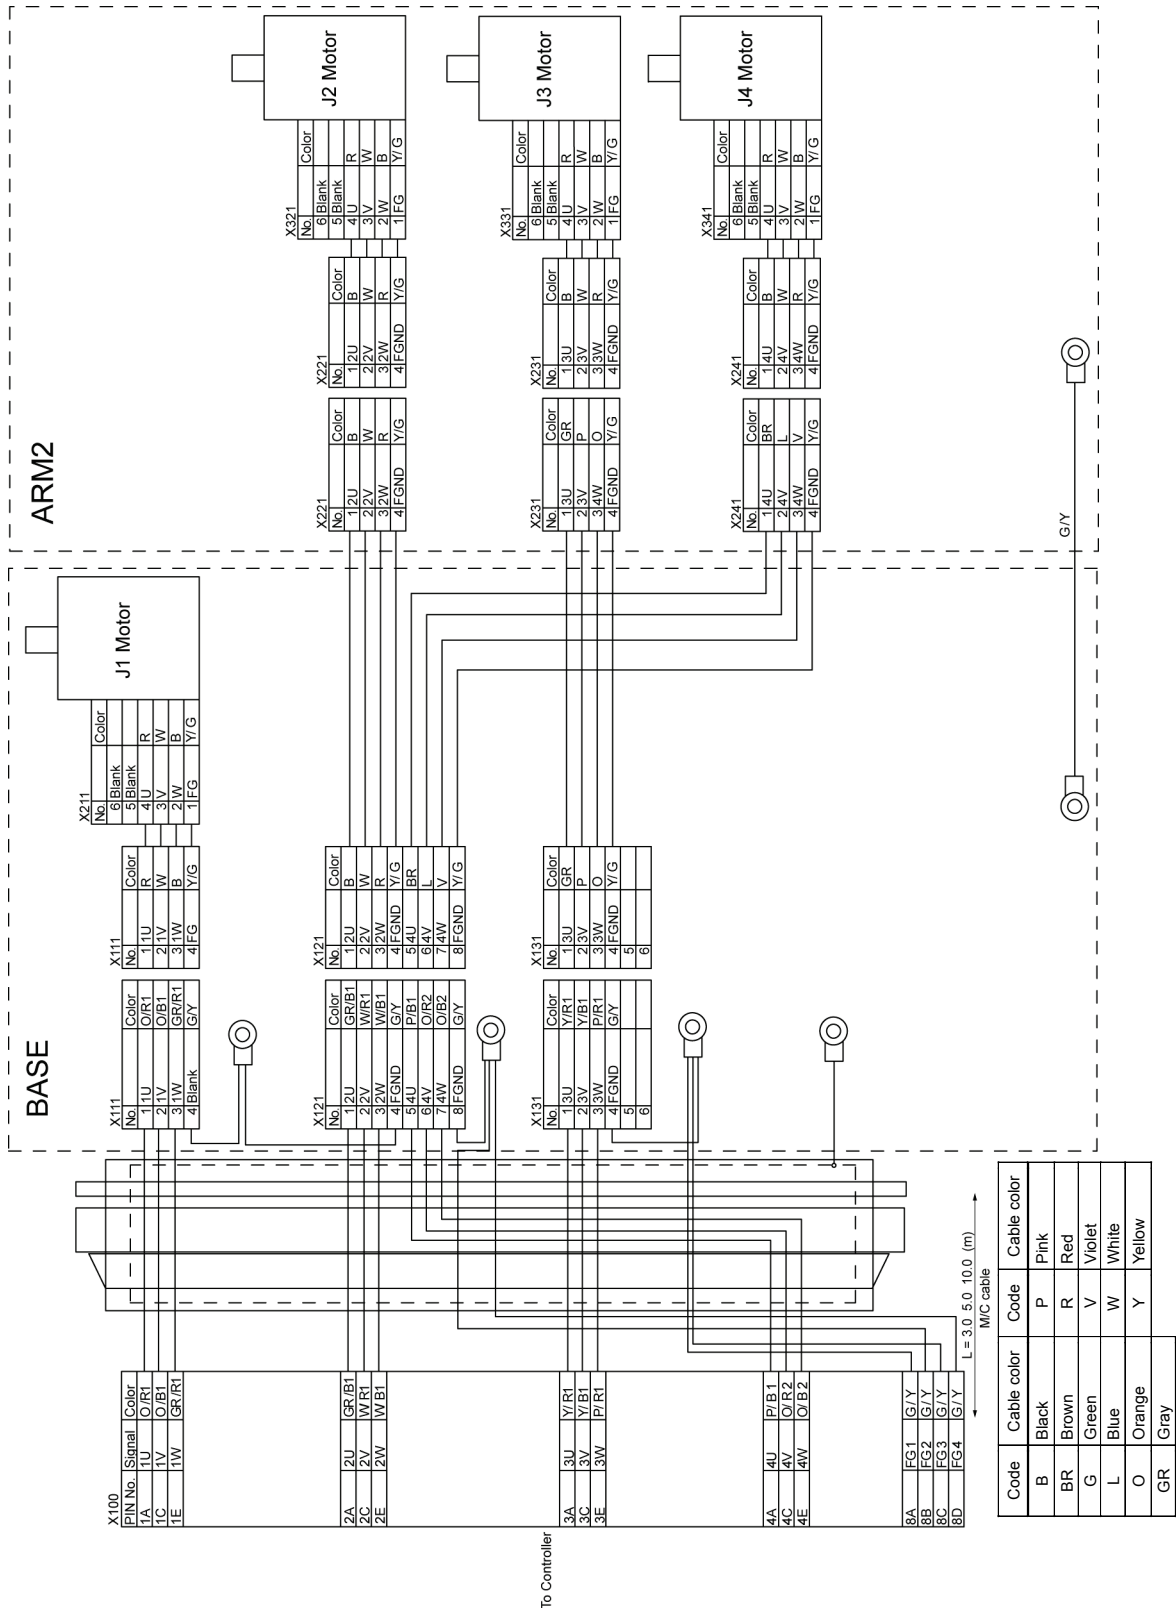 ARM2
J2 Motor
X321
No. Color
6 Blank
5 Blank
4 U R
3 V W
2 W B
1 FG Y/ G
X221
No. Color
1 2U B
2 2V W
3 2W R
4 FGND Y/G
X221
No. Color
1 2U B
2 2V W
3 2W R
4 FGND Y/G
J3 Motor
X331
No. Color
6 Blank
5 Blank
4 U R
3 V W
2 W B
1 FG Y/ G
X231
No. Color
1 3U B
2 3V W
3 3W R
4 FGND Y/G
X231
No. Color
1 3U GR
2 3V P
3 4W O
4 FGND Y/ G
J4 Motor
X341
No. Color
6 Blank
5 Blank
4 U R
3 V W
2 W B
1 FG Y/ G
X241
No. Color
1 4U B
2 4V W
3 4W R
4 FGND Y/G
X241
No. Color
1 4U BR
2 4V L
3 4W V
4 FGND Y/G
G/Y
BASE
J1 Motor
X211
No. Color
6 Blank
5 Blank
4 U R
3 V W
2 W B
1 FG Y/ G
X111
No. Color
1 1U R
2 1V W
3 1W B
4 FG Y/G
X111
No. Color
1 1U O/R1
2 1V O/B1
3 1W GR/R1
4 Blank G/Y
X121
No. Color
1 2U B
2 2V W
3 2W R
4 FGND Y/ G
5 4U BR
6 4V L
7 4W V
8 FGND Y/ G
X121
No. Color
1 2U GR/B1
2 2V W/R1
3 2W W/B1
4 FGND G/Y
5 4U P/B1
6 4V O/R2
7 4W O/B2
8 FGND G/Y
X131
No. Color
1 3U GR
2 3V P
3 3W O
4 FGND Y/ G
5
6
X131
No. Color
1 3U Y/R1
2 3V Y/B1
3 3W P/R1
4 FGND G/Y
5
6
X100
PIN No. Signal Color
1A 1U O /R1
1C 1V O /B1
1E 1W GR /R1
2A 2U GR /B1
2C 2V W R1
2E 2W W B1
3A 3U Y/ R1
3C 3V Y/ B1
3E 3W P/ R1
4A 4U P/ B 1
4C 4V O/ R 2
4E 4W O/ B 2
8A FG 1 G / Y
8B FG 2 G / Y
8C FG 3 G / Y
8D FG 4 G / Y
To Controller
L = 3.0 5.0 10.0 (m)
M/C cable
Code Cable color Code Cable color
B Black P Pink
BR Brown R Red
G Green V Violet
L Blue W White
O Orange Y Yellow
GR Gray